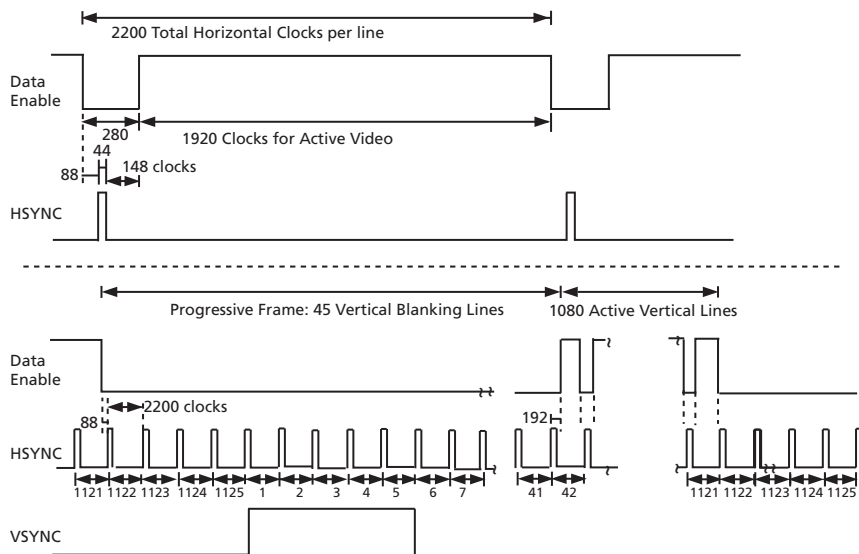 2200 Total Horizontal Clocks per line
Data
Enable
280
1920 Clocks for Active Video
44
148 clocks
88
HSYNC
Progressive Frame: 45 Vertical Blanking Lines
1080 Active Vertical Lines
Data
Enable
2200 clocks
88
192
HSYNC
1121 1122 1123 1124 1125 1 2 3 4 5 6 7 41 42 1121 1122 1123 1124 1125
VSYNC